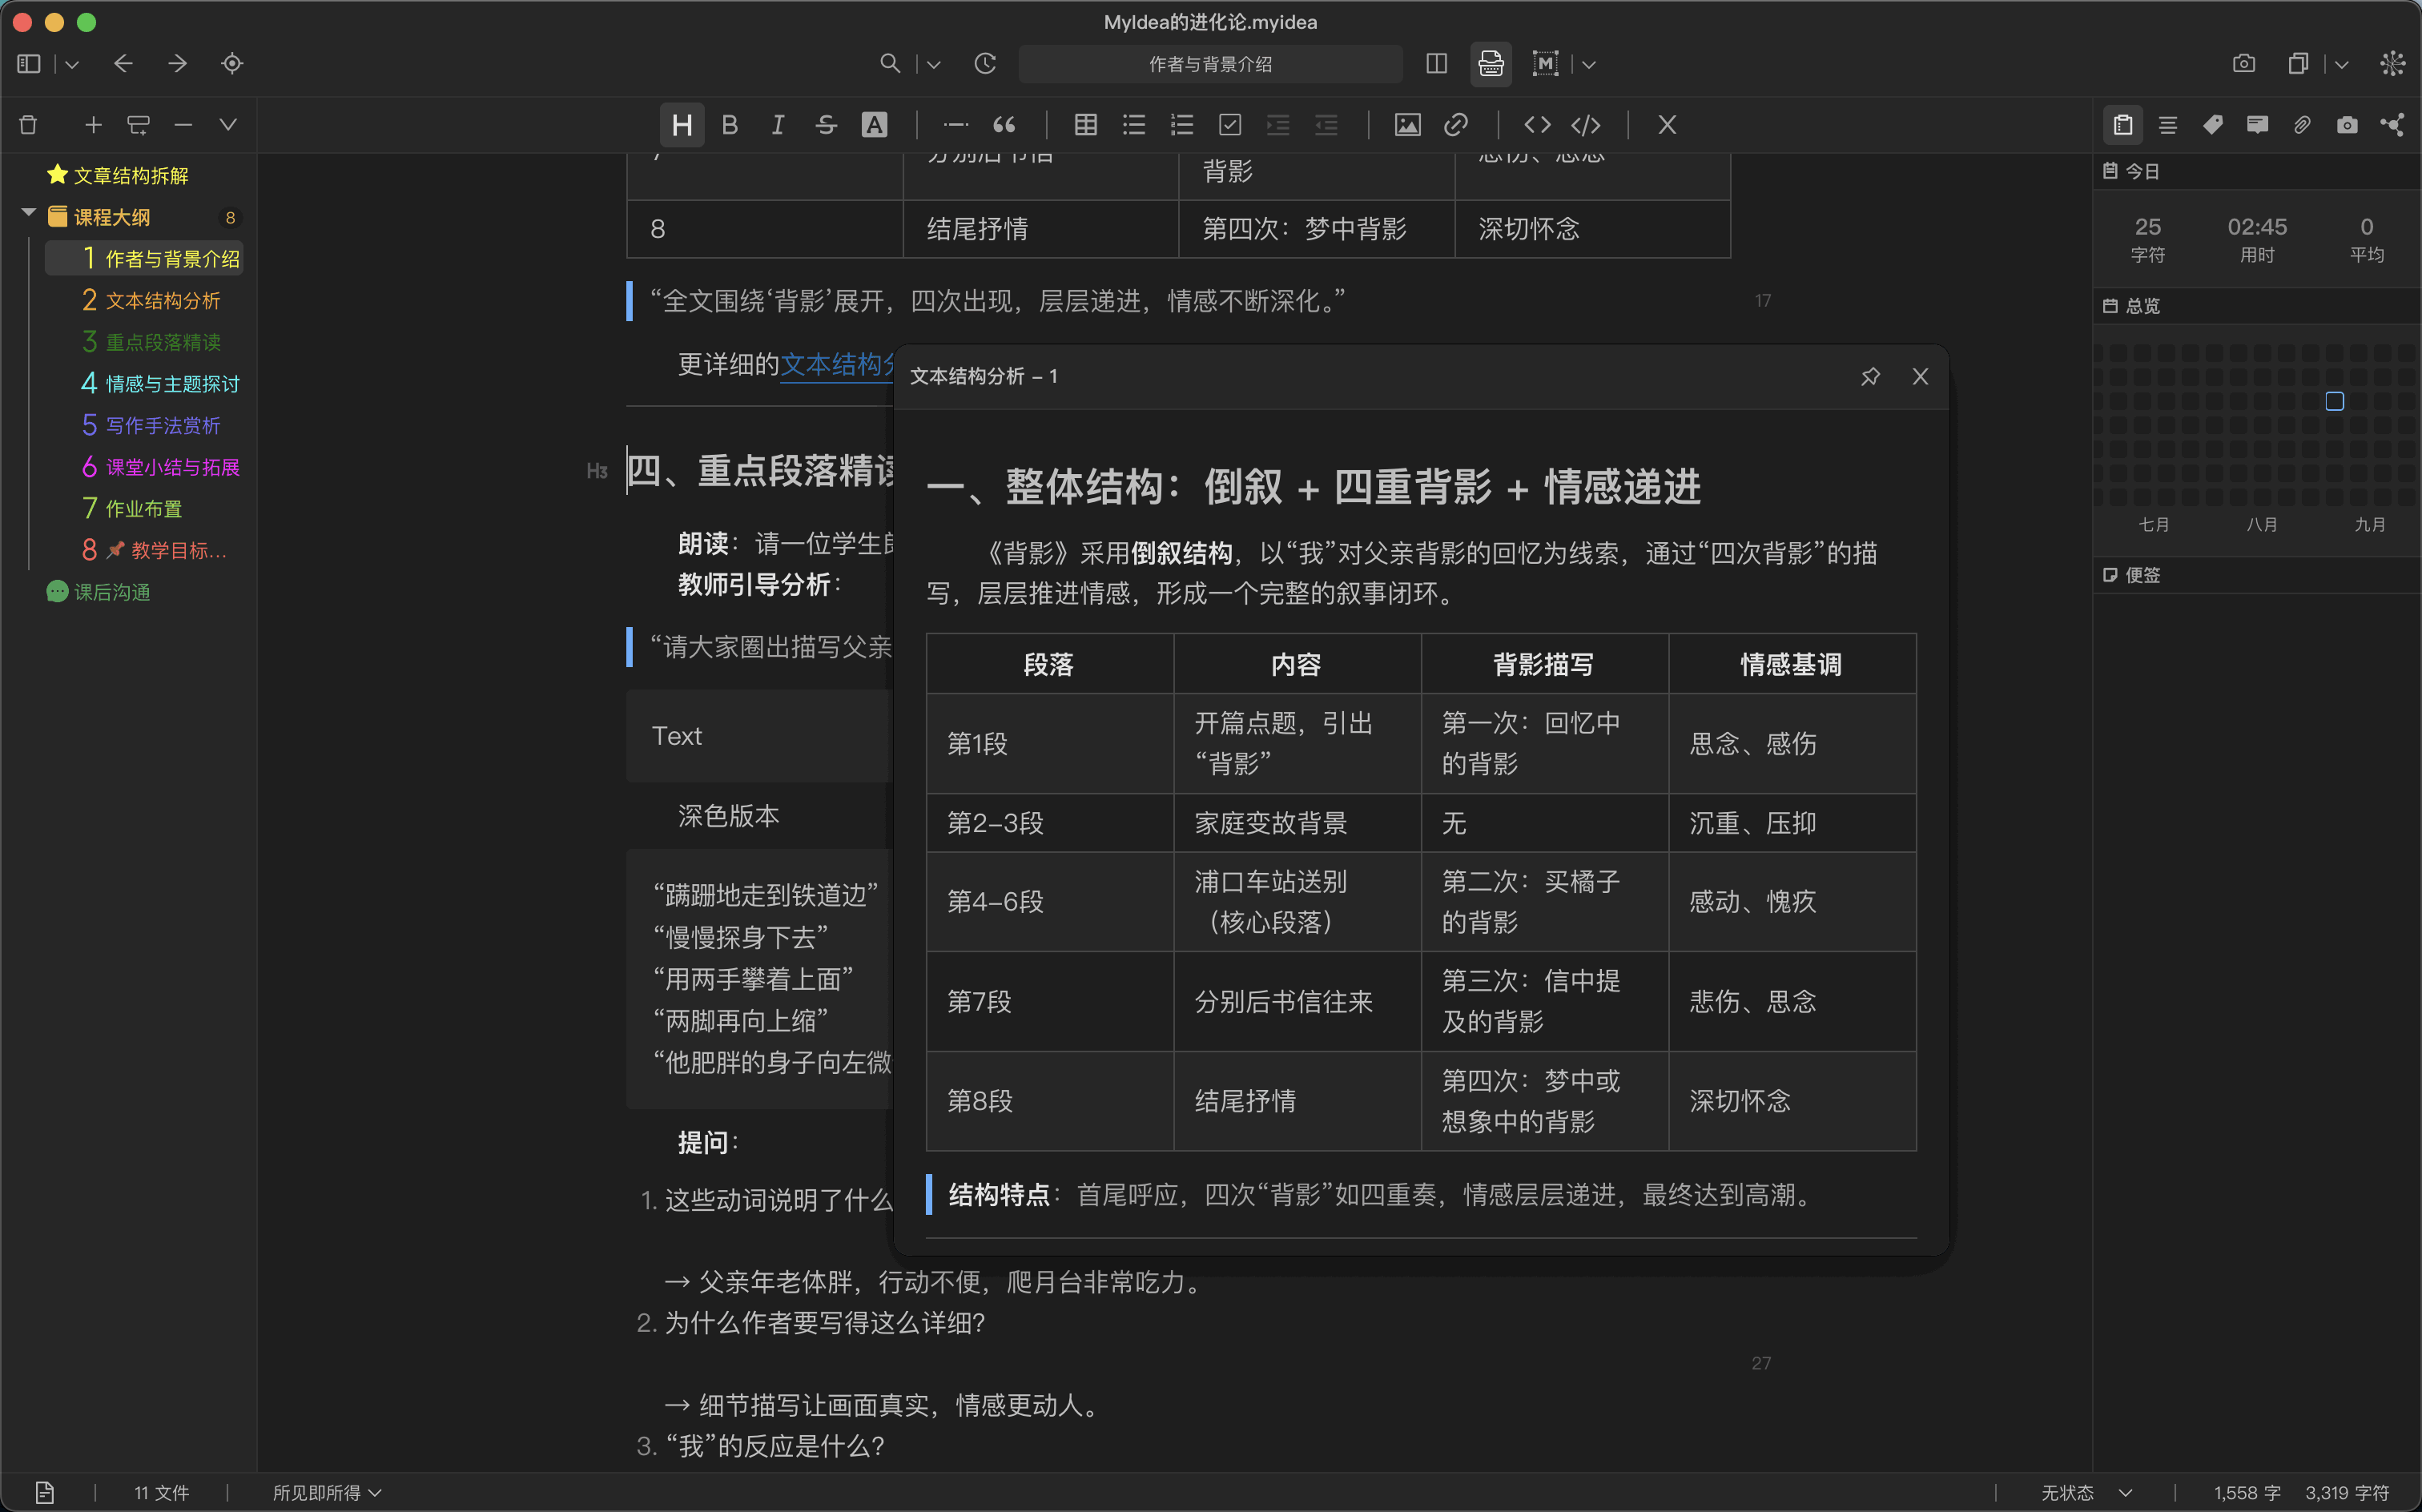 MyIdea的进化论.myidea
作者与背景介绍
文章结构拆解
课程大纲 8
1 作者与背景介绍
2 文本结构分析
3 重点段落精读
4 情感与主题探讨
5 写作手法赏析
6 课堂小结与拓展
7 作业布置
8 📌 教学目标...
课后沟通
7 分别后书信 背影 悲伤、思念
8 结尾抒情 第四次：梦中背影 深切怀念
“全文围绕‘背影’展开，四次出现，层层递进，情感不断深化。” 17
更详细的文本结构分
H3 四、重点段落精读
朗读：请一位学生朗
教师引导分析：
“请大家圈出描写父亲
Text
深色版本
“蹒跚地走到铁道边”
“慢慢探身下去”
“用两手攀着上面”
“两脚再向上缩”
“他肥胖的身子向左微
提问：
1. 这些动词说明了什么
→ 父亲年老体胖，行动不便，爬月台非常吃力。
2. 为什么作者要写得这么详细？
27
→ 细节描写让画面真实，情感更动人。
3. “我”的反应是什么？
文本结构分析 – 1
一、整体结构：倒叙 + 四重背影 + 情感递进
《背影》采用倒叙结构，以“我”对父亲背影的回忆为线索，通过“四次背影”的描
写，层层推进情感，形成一个完整的叙事闭环。
段落 内容 背影描写 情感基调
第1段 开篇点题，引出“背影” 第一次：回忆中的背影 思念、感伤
第2–3段 家庭变故背景 无 沉重、压抑
第4–6段 浦口车站送别（核心段落） 第二次：买橘子的背影 感动、愧疚
第7段 分别后书信往来 第三次：信中提及的背影 悲伤、思念
第8段 结尾抒情 第四次：梦中或想象中的背影 深切怀念
结构特点：首尾呼应，四次“背影”如四重奏，情感层层递进，最终达到高潮。
今日
25 02:45 0
字符 用时 平均
总览
七月 八月 九月
便签
11 文件 所见即所得
无状态 1,558 字 3,319 字符